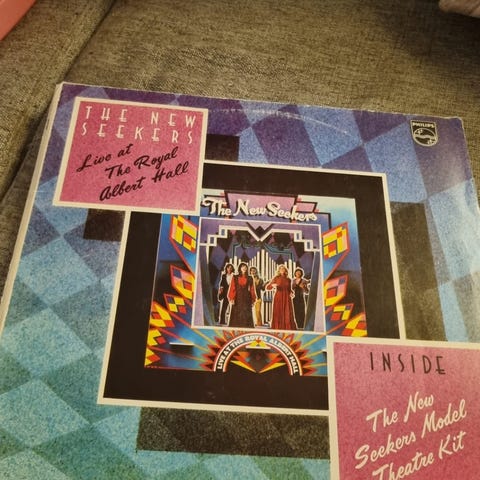 THE NEW
SEEKERS
Live at
The Royal
Albert Hall
PHILIPS
The New Seekers
LIVE AT THE ROYAL ALBERT HALL
INSIDE
The New
Seekers Model
Theatre Kit